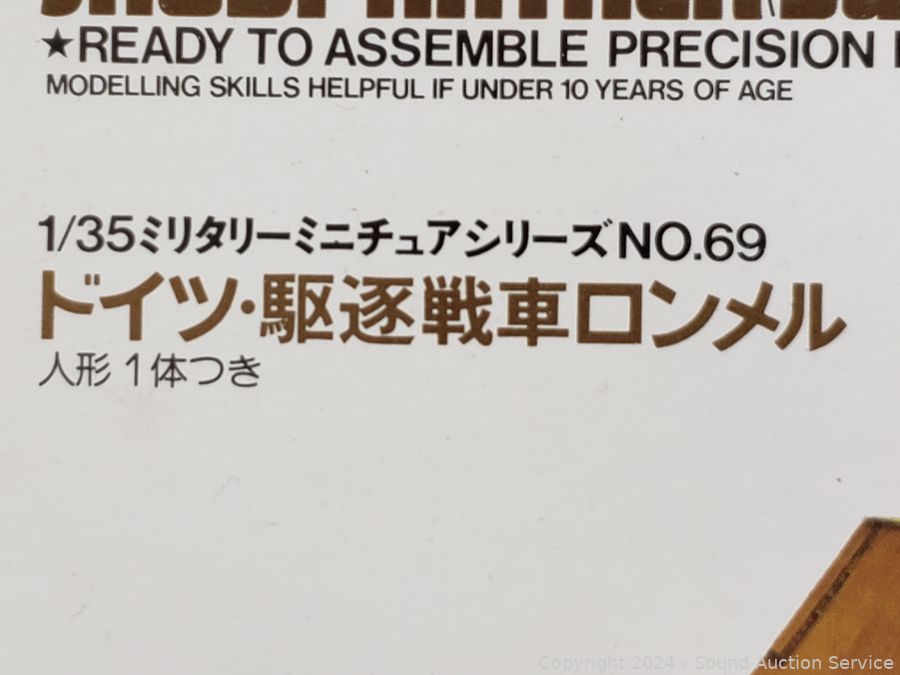 ★READY TO ASSEMBLE PRECISION
MODELLING SKILLS HELPFUL IF UNDER 10 YEARS OF AGE
1/35ミリタリーミニチュアシリーズNO.69
ドイツ・駆逐戦車ロンメル
人形1体つき
Copyright 2024 - Sound Auction Service